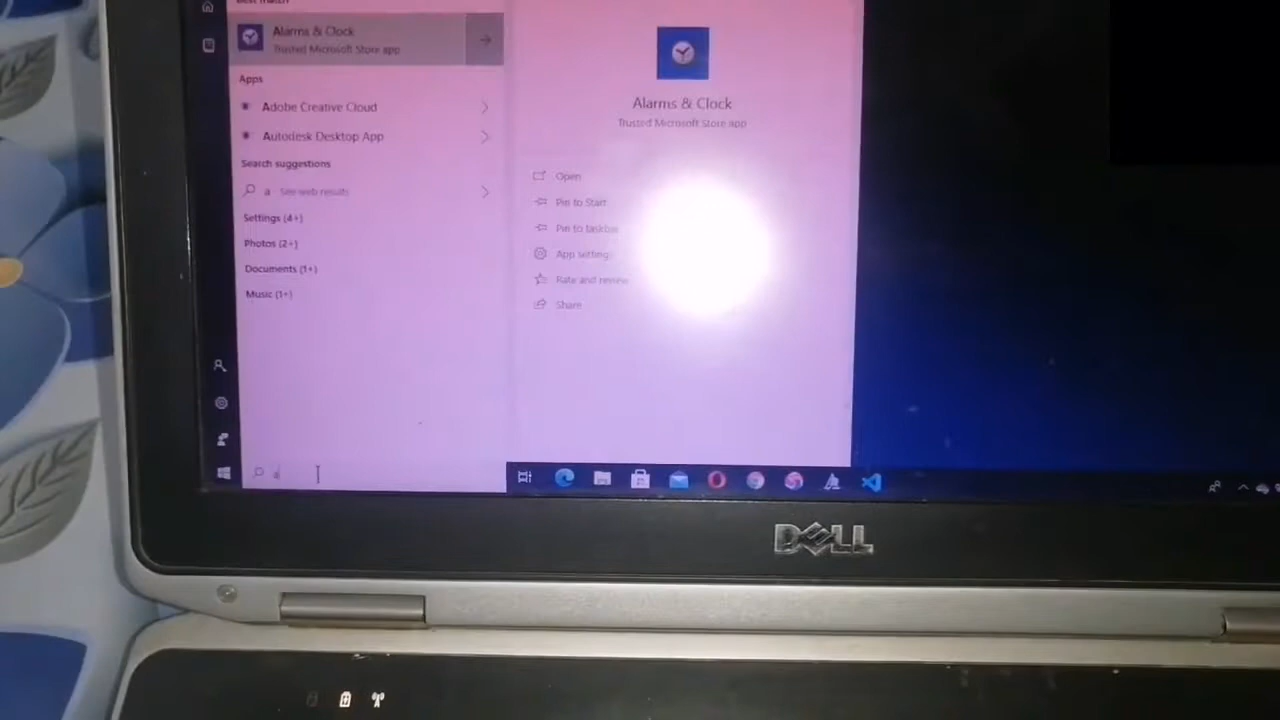 Best match
Alarms & Clock
Trusted Microsoft Store app
Apps
Adobe Creative Cloud
Autodesk Desktop App
Search suggestions
a - See web results
Settings (4+)
Photos (2+)
Documents (1+)
Music (1+)
a
Alarms & Clock
Trusted Microsoft Store app
Open
Pin to Start
Pin to taskbar
App settings
Rate and review
Share
DELL